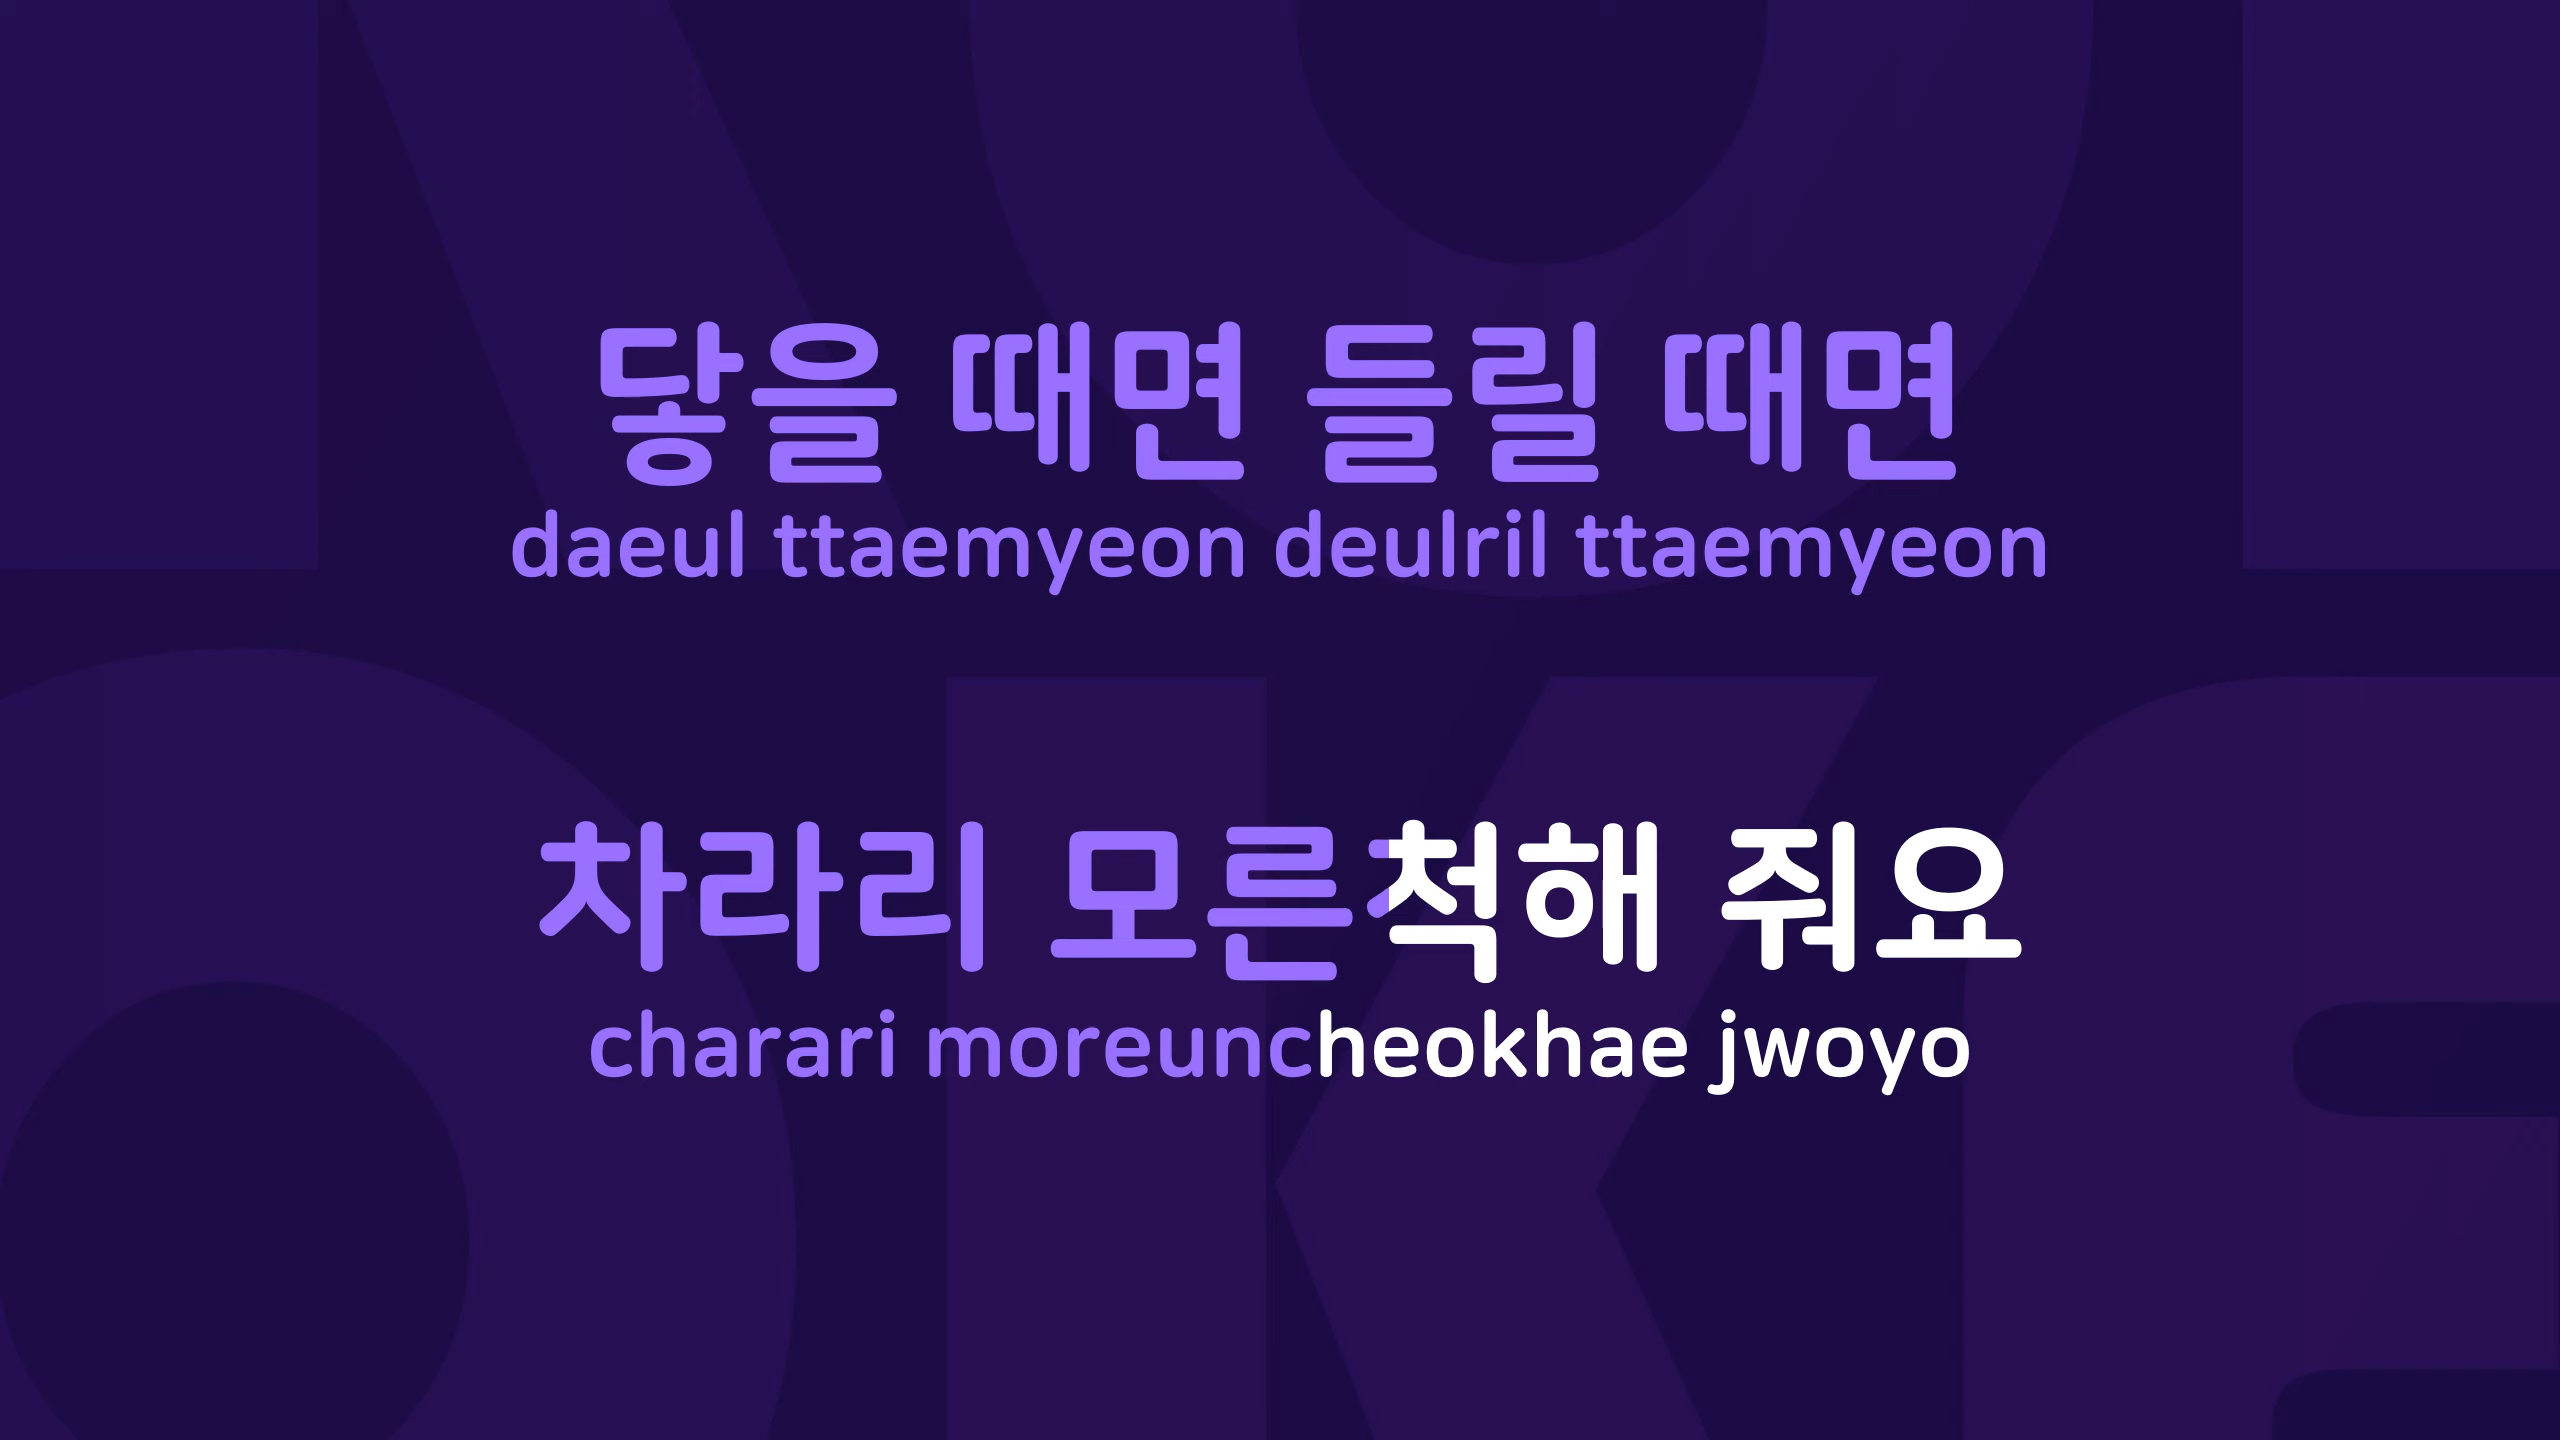 닿을 때면 들릴 때면
daeul ttaemyeon deulril ttaemyeon
차라리 모른척해 줘요
charari moreuncheokhae jwoyo